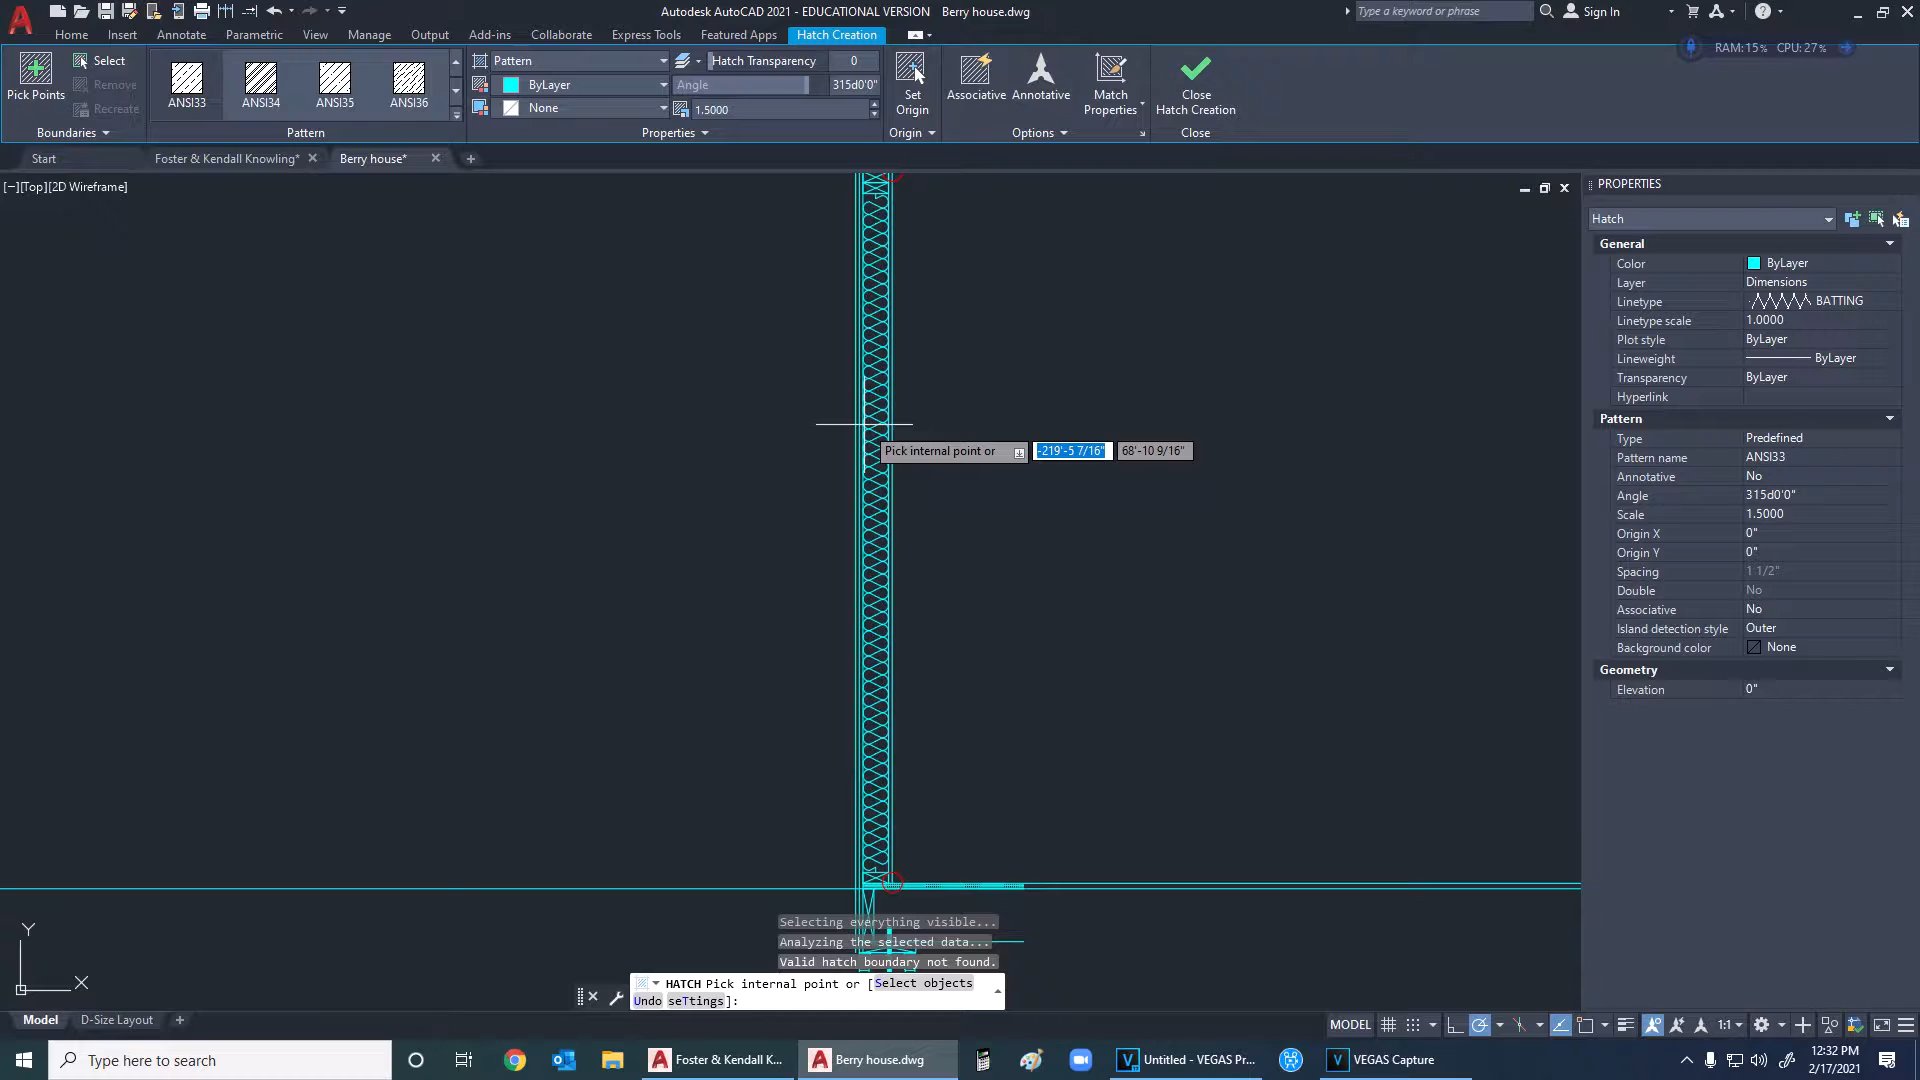 Autodesk AutoCAD 2021 - EDUCATIONAL VERSION Berry house.dwg
Type a keyword or phrase
Sign In
Home Insert Annotate Parametric View Manage Output Add-ins Collaborate Express Tools Featured Apps Hatch Creation
RAM:15% CPU: 27%
Pick Points
Select
Remove
Recreate
Boundaries
ANSI33 ANSI34 ANSI35 ANSI36
Pattern
Pattern
ByLayer
None
Hatch Transparency 0
Angle 315d0'0"
1.5000
Properties
Set Origin
Origin
Associative
Annotative
Match Properties
Options
Close Hatch Creation
Close
Start Foster & Kendall Knowling* Berry house*
[−][Top][2D Wireframe]
PROPERTIES
Hatch
General
Color ByLayer
Layer Dimensions
Linetype BATTING
Linetype scale 1.0000
Plot style ByLayer
Lineweight ByLayer
Transparency ByLayer
Hyperlink
Pattern
Type Predefined
Pattern name ANSI33
Annotative No
Angle 315d0'0"
Scale 1.5000
Origin X 0"
Origin Y 0"
Spacing 1 1/2"
Double No
Associative No
Island detection style Outer
Background color None
Geometry
Elevation 0"
Pick internal point or -219'-5 7/16" 68'-10 9/16"
Y
X
Selecting everything visible...
Analyzing the selected data...
Valid hatch boundary not found.
HATCH Pick internal point or [Select objects
Undo seTtings]:
Model D-Size Layout
MODEL 1:1
Type here to search
Foster & Kendall K...
Berry house.dwg
Untitled - VEGAS Pr...
VEGAS Capture
12:32 PM
2/17/2021